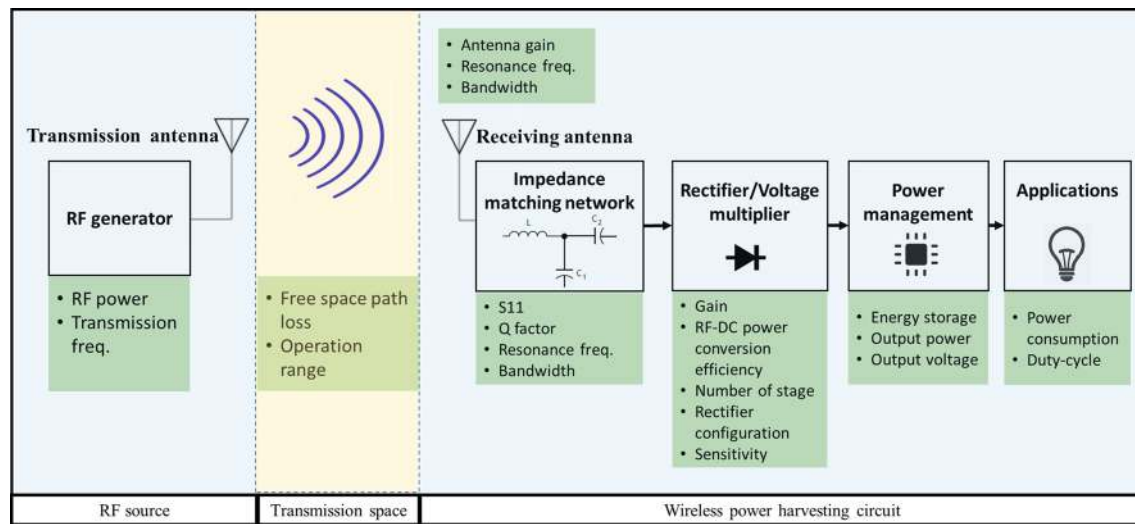 Transmission antenna
RF generator
• RF power
• Transmission
freq.
• Free space path
loss
• Operation
range
• Antenna gain
• Resonance freq.
• Bandwidth
Receiving antenna
Impedance
matching network
L
C2
C1
• S11
• Q factor
• Resonance freq.
• Bandwidth
Rectifier/Voltage
multiplier
• Gain
• RF-DC power
conversion
efficiency
• Number of stage
• Rectifier
configuration
• Sensitivity
Power
management
• Energy storage
• Output power
• Output voltage
Applications
• Power
consumption
• Duty-cycle
RF source
Transmission space
Wireless power harvesting circuit